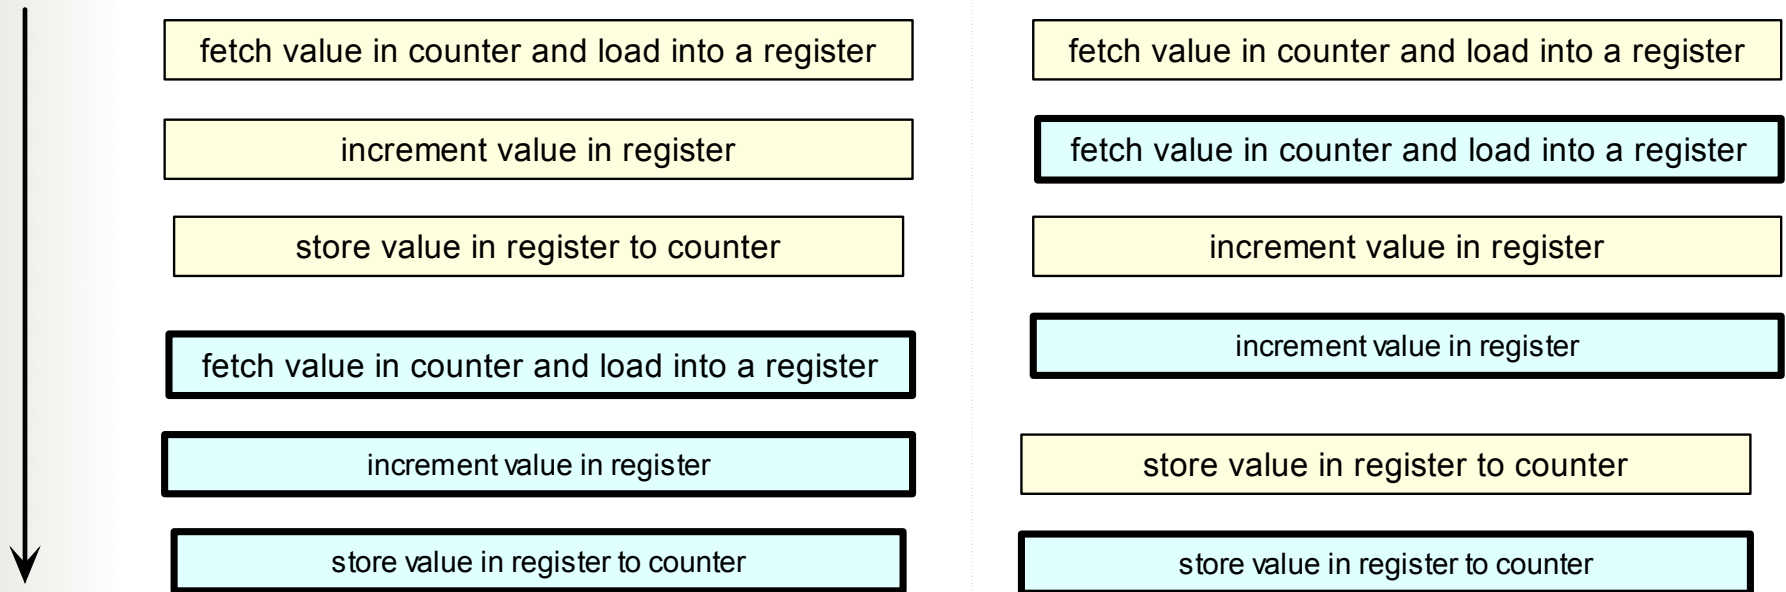 fetch value in counter and load into a register
increment value in register
store value in register to counter
fetch value in counter and load into a register
increment value in register
store value in register to counter
fetch value in counter and load into a register
fetch value in counter and load into a register
increment value in register
increment value in register
store value in register to counter
store value in register to counter